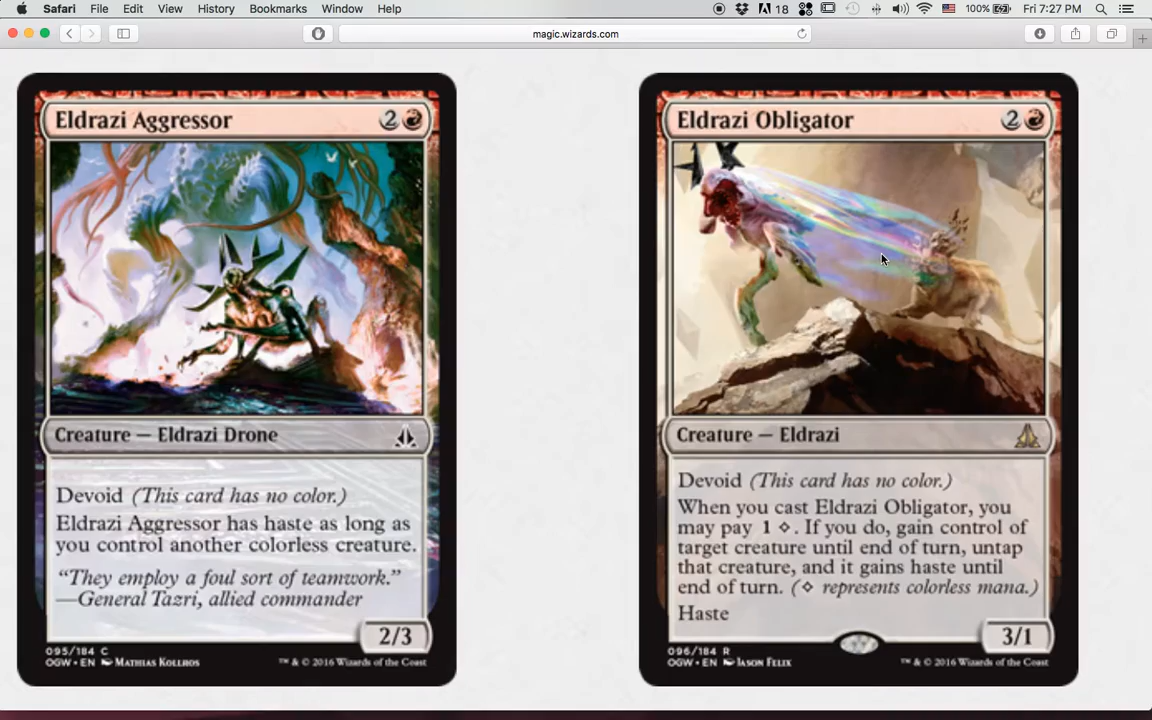 Safari File Edit View History Bookmarks Window Help
18 100% Fri 7:27 PM
magic.wizards.com
Eldrazi Aggressor 2
Creature — Eldrazi Drone
Devoid (This card has no color.)
Eldrazi Aggressor has haste as long as
you control another colorless creature.
“They employ a foul sort of teamwork.”
—General Tazri, allied commander
2/3
095/184 C
OGW • EN Mathias Kollros
™ & © 2016 Wizards of the Coast
Eldrazi Obligator 2
Creature — Eldrazi
Devoid (This card has no color.)
When you cast Eldrazi Obligator, you
may pay 1 ◇. If you do, gain control of
target creature until end of turn, untap
that creature, and it gains haste until
end of turn. (◇ represents colorless mana.)
Haste
3/1
096/184 R
OGW • EN Jason Felix
™ & © 2016 Wizards of the Coast